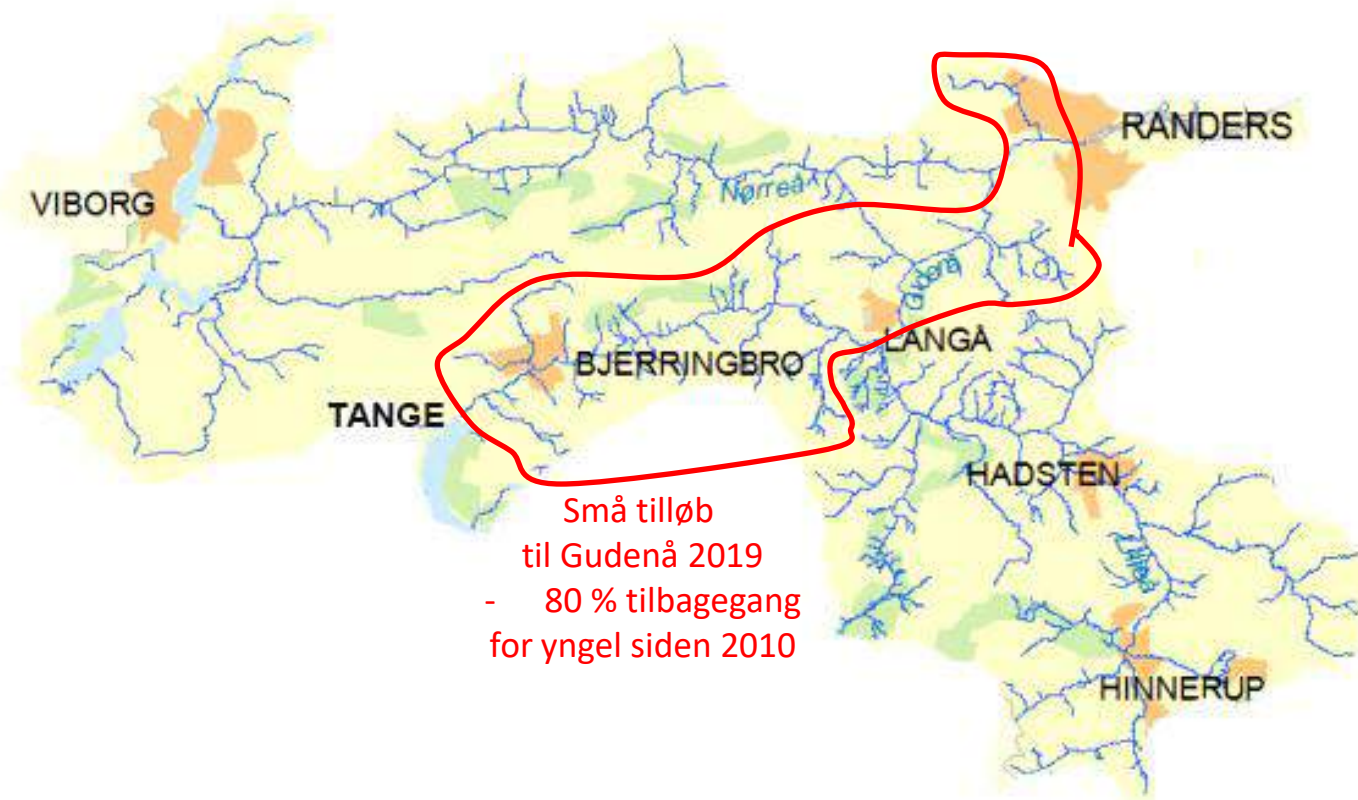 RANDERS
VIBORG
Nørreå
Gudenå
LANGÅ
BJERRINGBRO
TANGE
HADSTEN
Små tilløb
til Gudenå 2019
- 80 % tilbagegang
for yngel siden 2010
Lilleå
HINNERUP